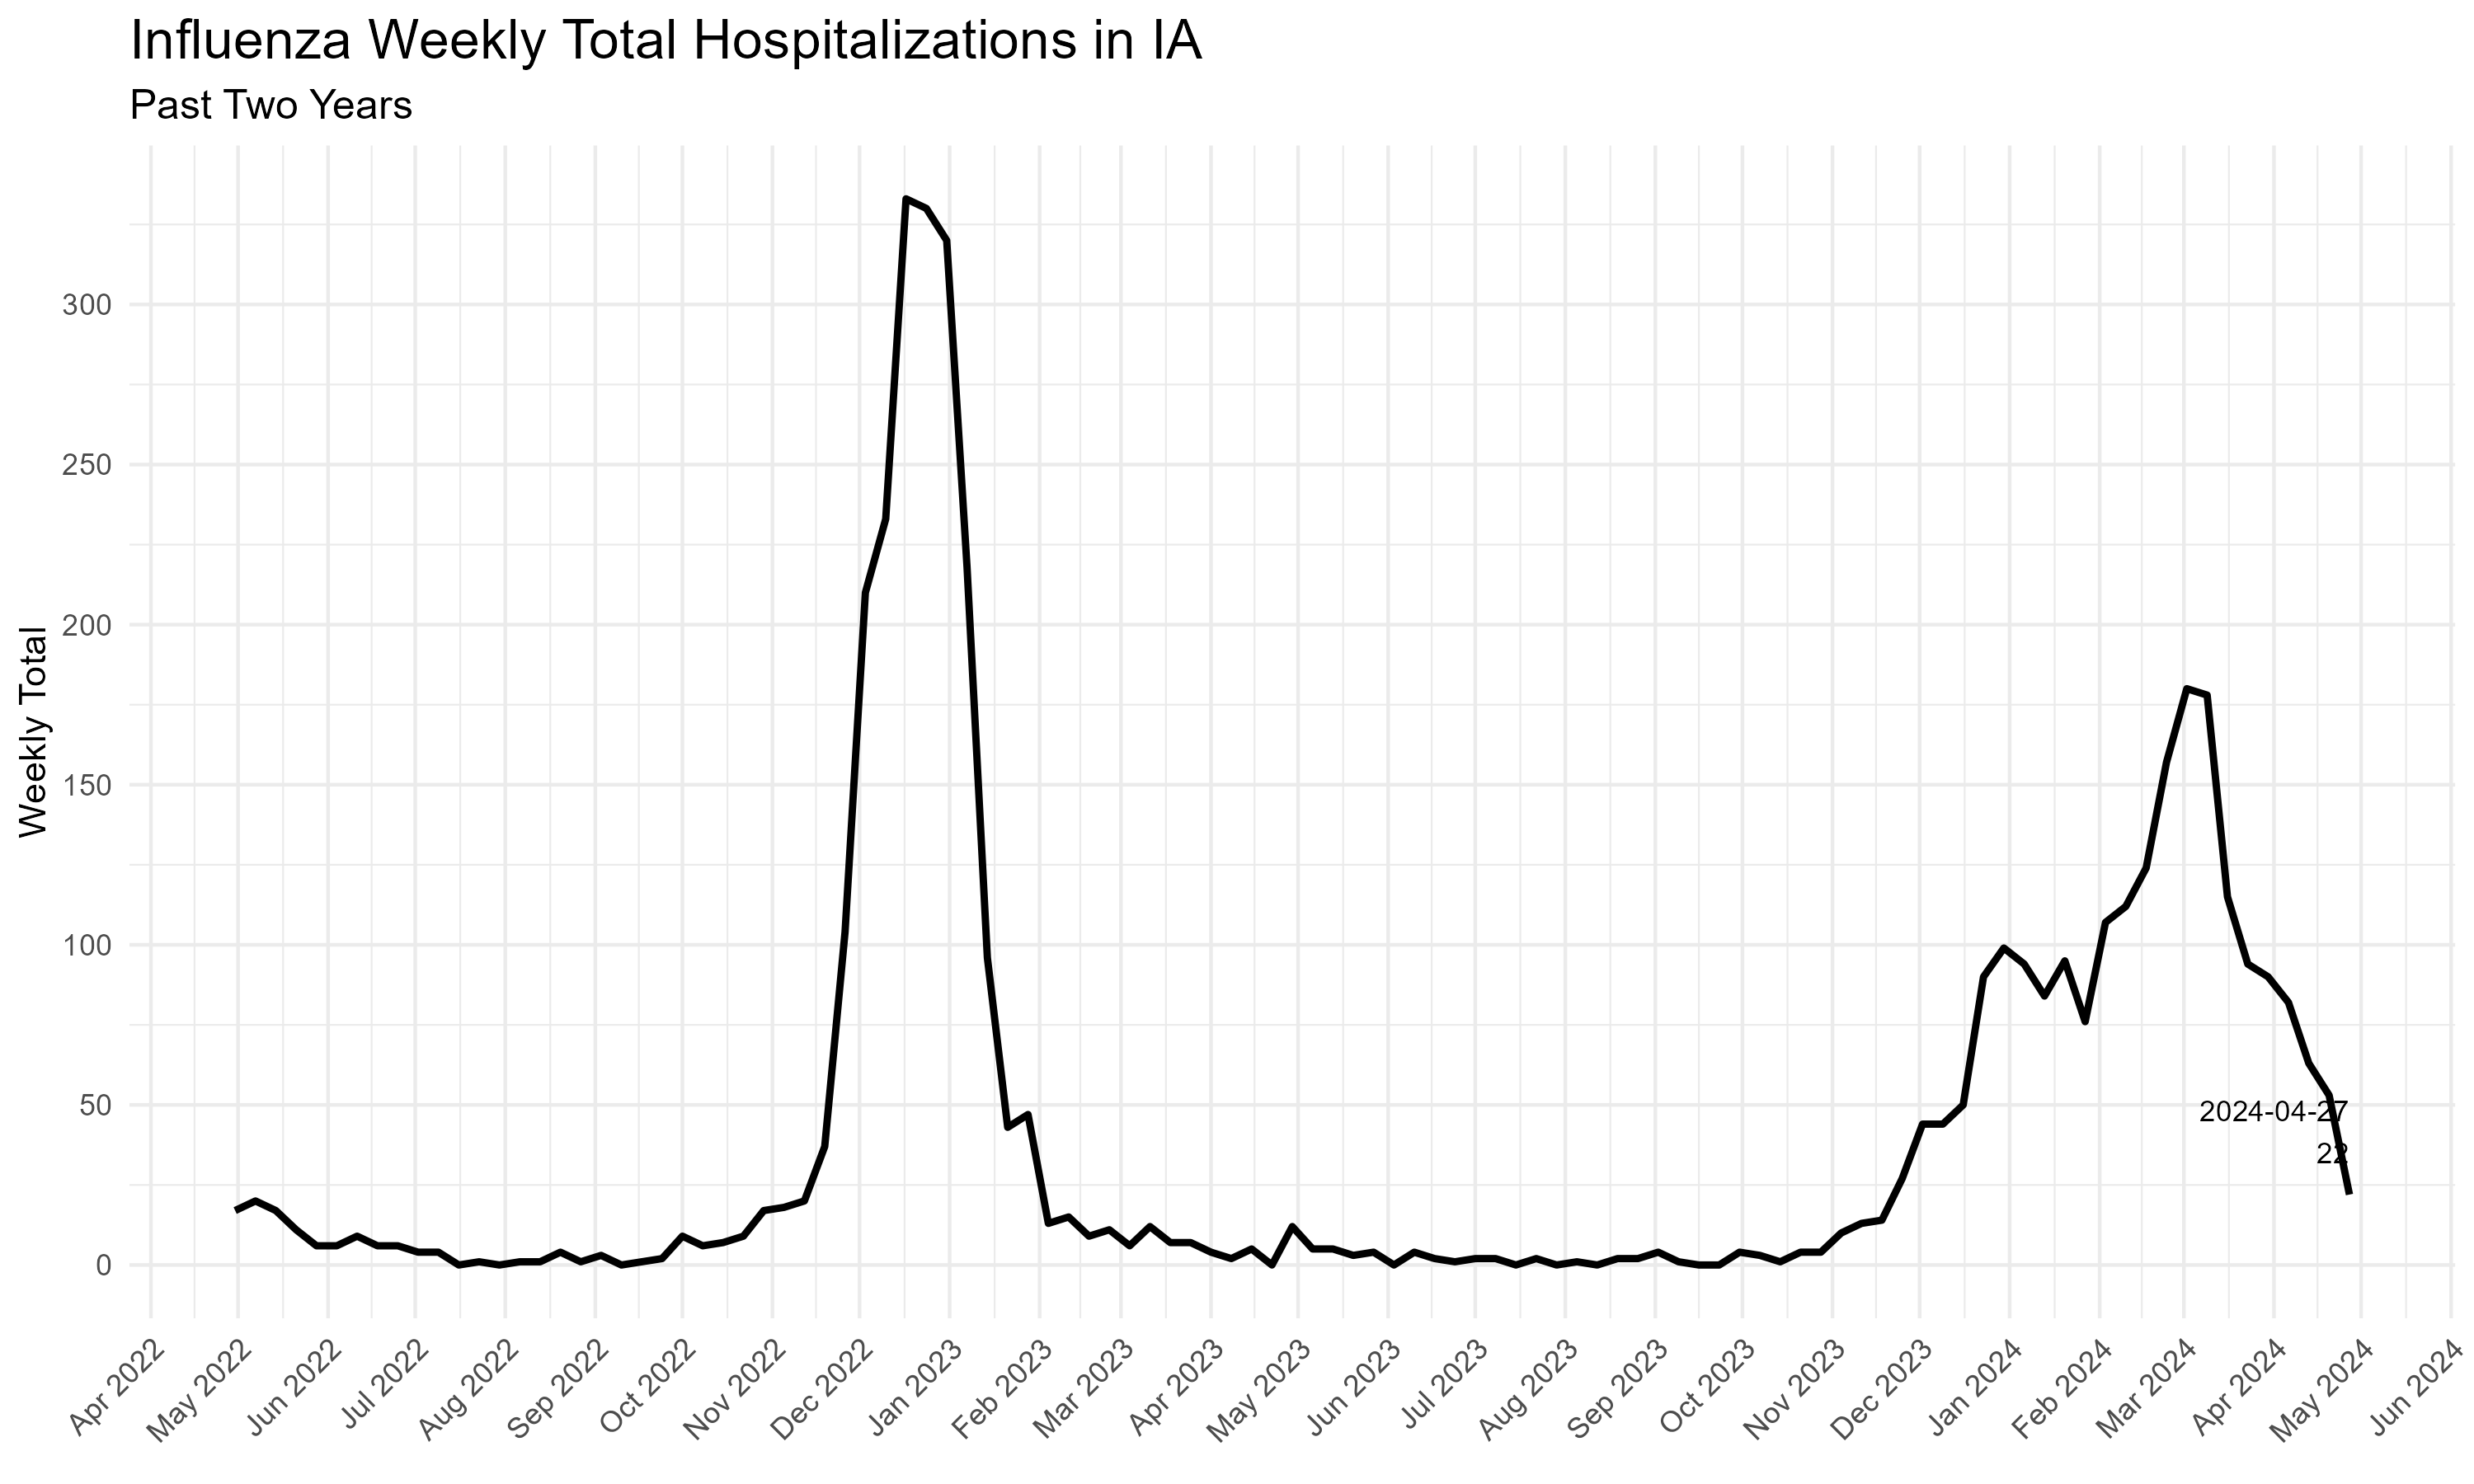 Influenza Weekly Total Hospitalizations in IA
Past Two Years
Weekly Total
300
250
200
150
100
50
0
2024-04-27
22
Apr 2022
May 2022
Jun 2022
Jul 2022
Aug 2022
Sep 2022
Oct 2022
Nov 2022
Dec 2022
Jan 2023
Feb 2023
Mar 2023
Apr 2023
May 2023
Jun 2023
Jul 2023
Aug 2023
Sep 2023
Oct 2023
Nov 2023
Dec 2023
Jan 2024
Feb 2024
Mar 2024
Apr 2024
May 2024
Jun 2024